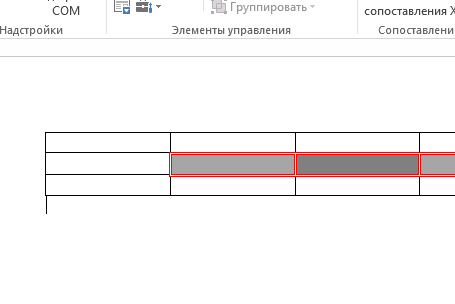 COM
Группировать
сопоставления X
Надстройки
Элементы управления
Сопоставлени